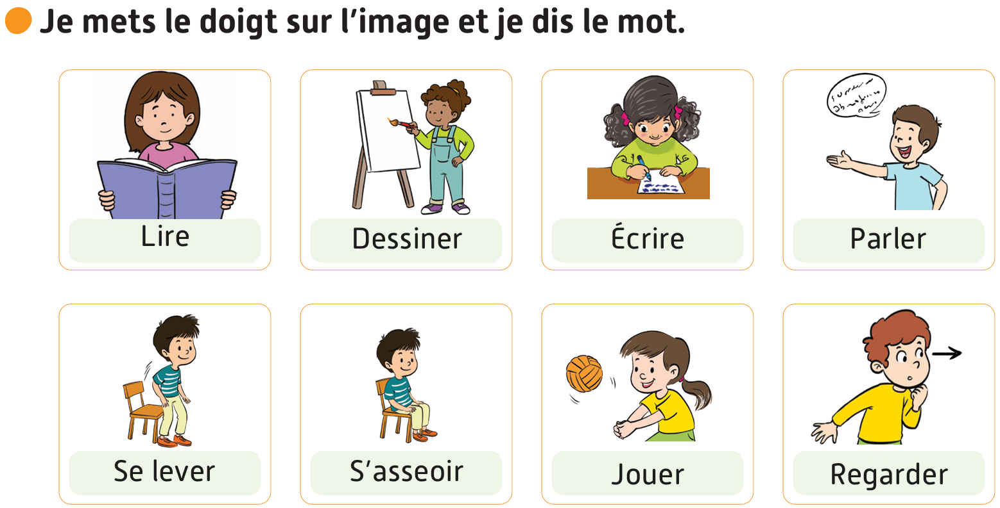 Je mets le doigt sur l’image et je dis le mot.
Lire
Dessiner
Écrire
Parler
Se lever
S’asseoir
Jouer
Regarder